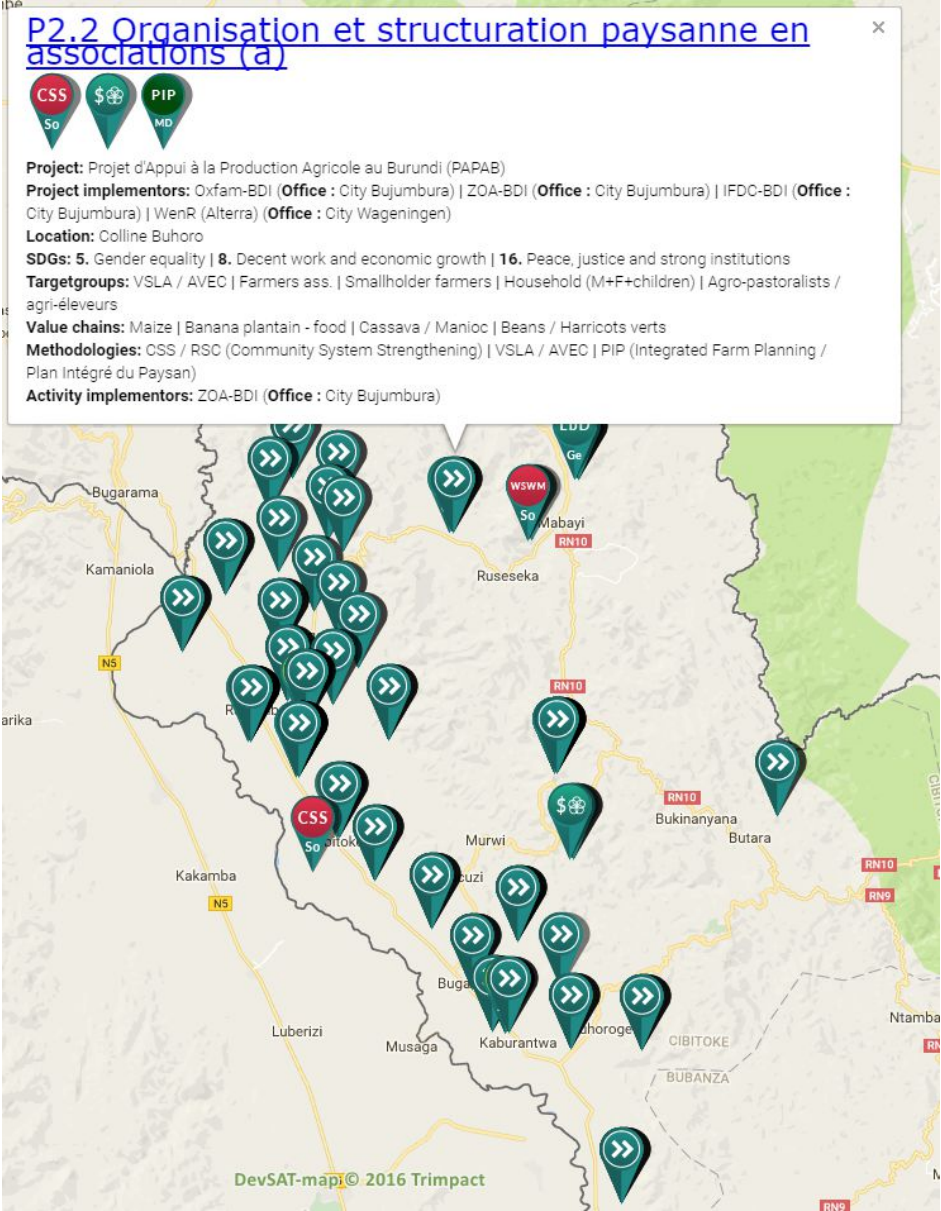 P2.2 Organisation et structuration paysanne en
associations (a)
×
CSS
So
$
PIP
MD
Project: Projet d'Appui à la Production Agricole au Burundi (PAPAB)
Project implementors: Oxfam-BDI (Office : City Bujumbura) | ZOA-BDI (Office : City Bujumbura) | IFDC-BDI (Office :
City Bujumbura) | WenR (Alterra) (Office : City Wageningen)
Location: Colline Buhoro
SDGs: 5. Gender equality | 8. Decent work and economic growth | 16. Peace, justice and strong institutions
Targetgroups: VSLA / AVEC | Farmers ass. | Smallholder farmers | Household (M+F+children) | Agro-pastoralists /
agri-éleveurs
Value chains: Maize | Banana plantain - food | Cassava / Manioc | Beans / Harricots verts
Methodologies: CSS / RSC (Community System Strengthening) | VSLA / AVEC | PIP (Integrated Farm Planning /
Plan Intégré du Paysan)
Activity implementors: ZOA-BDI (Office : City Bujumbura)
Ge
WSWM
So
Bugarama
Mabayi
RN10
Kamaniola
Ruseseka
N5
RN10
arika
RN10
$
Bukinanyana
CSS
So
Murwi
Butara
Kakamba
RN10
N5
RN9
Luberizi
Musaga
Kaburantwa
CIBITOKE
Ntamba
BUBANZA
DevSAT-map © 2016 Trimpact
RN9